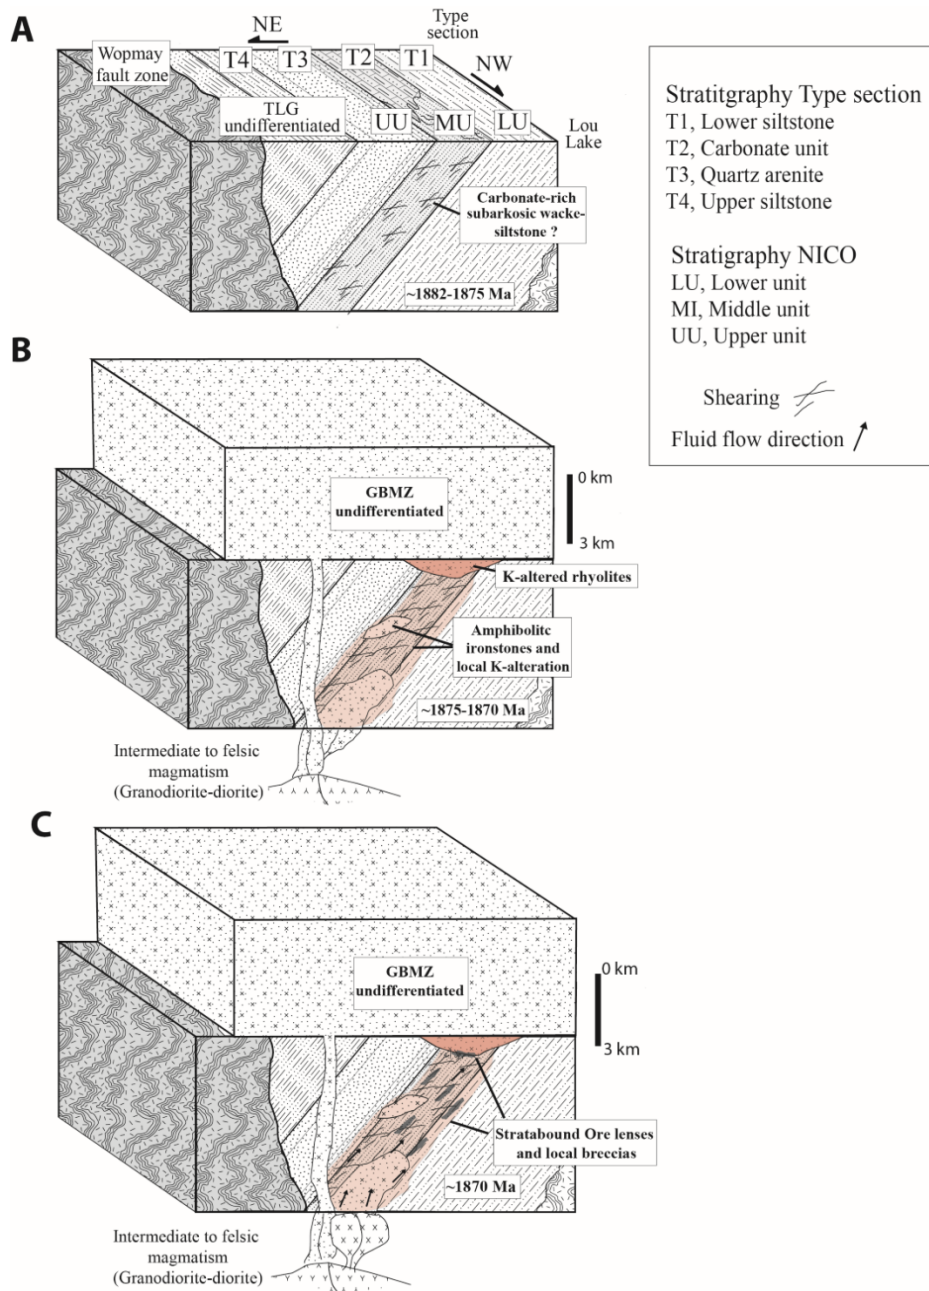 A
NE
Type
section
Wopmay
fault zone
T4
T3
T2
T1
NW
TLG
undifferentiated
UU
MU
LU
Lou
Lake
Carbonate-rich
subarkosic wacke-
siltstone ?
~1882-1875 Ma
Stratitgraphy Type section
T1, Lower siltstone
T2, Carbonate unit
T3, Quartz arenite
T4, Upper siltstone
Stratigraphy NICO
LU, Lower unit
MI, Middle unit
UU, Upper unit
Shearing
Fluid flow direction
B
GBMZ
undifferentiated
0 km
3 km
K-altered rhyolites
Amphibolitc
ironstones and
local K-alteration
~1875-1870 Ma
Intermediate to felsic
magmatism
(Granodiorite-diorite)
C
GBMZ
undifferentiated
0 km
3 km
Stratabound Ore lenses
and local breccias
~1870 Ma
Intermediate to felsic
magmatism
(Granodiorite-diorite)